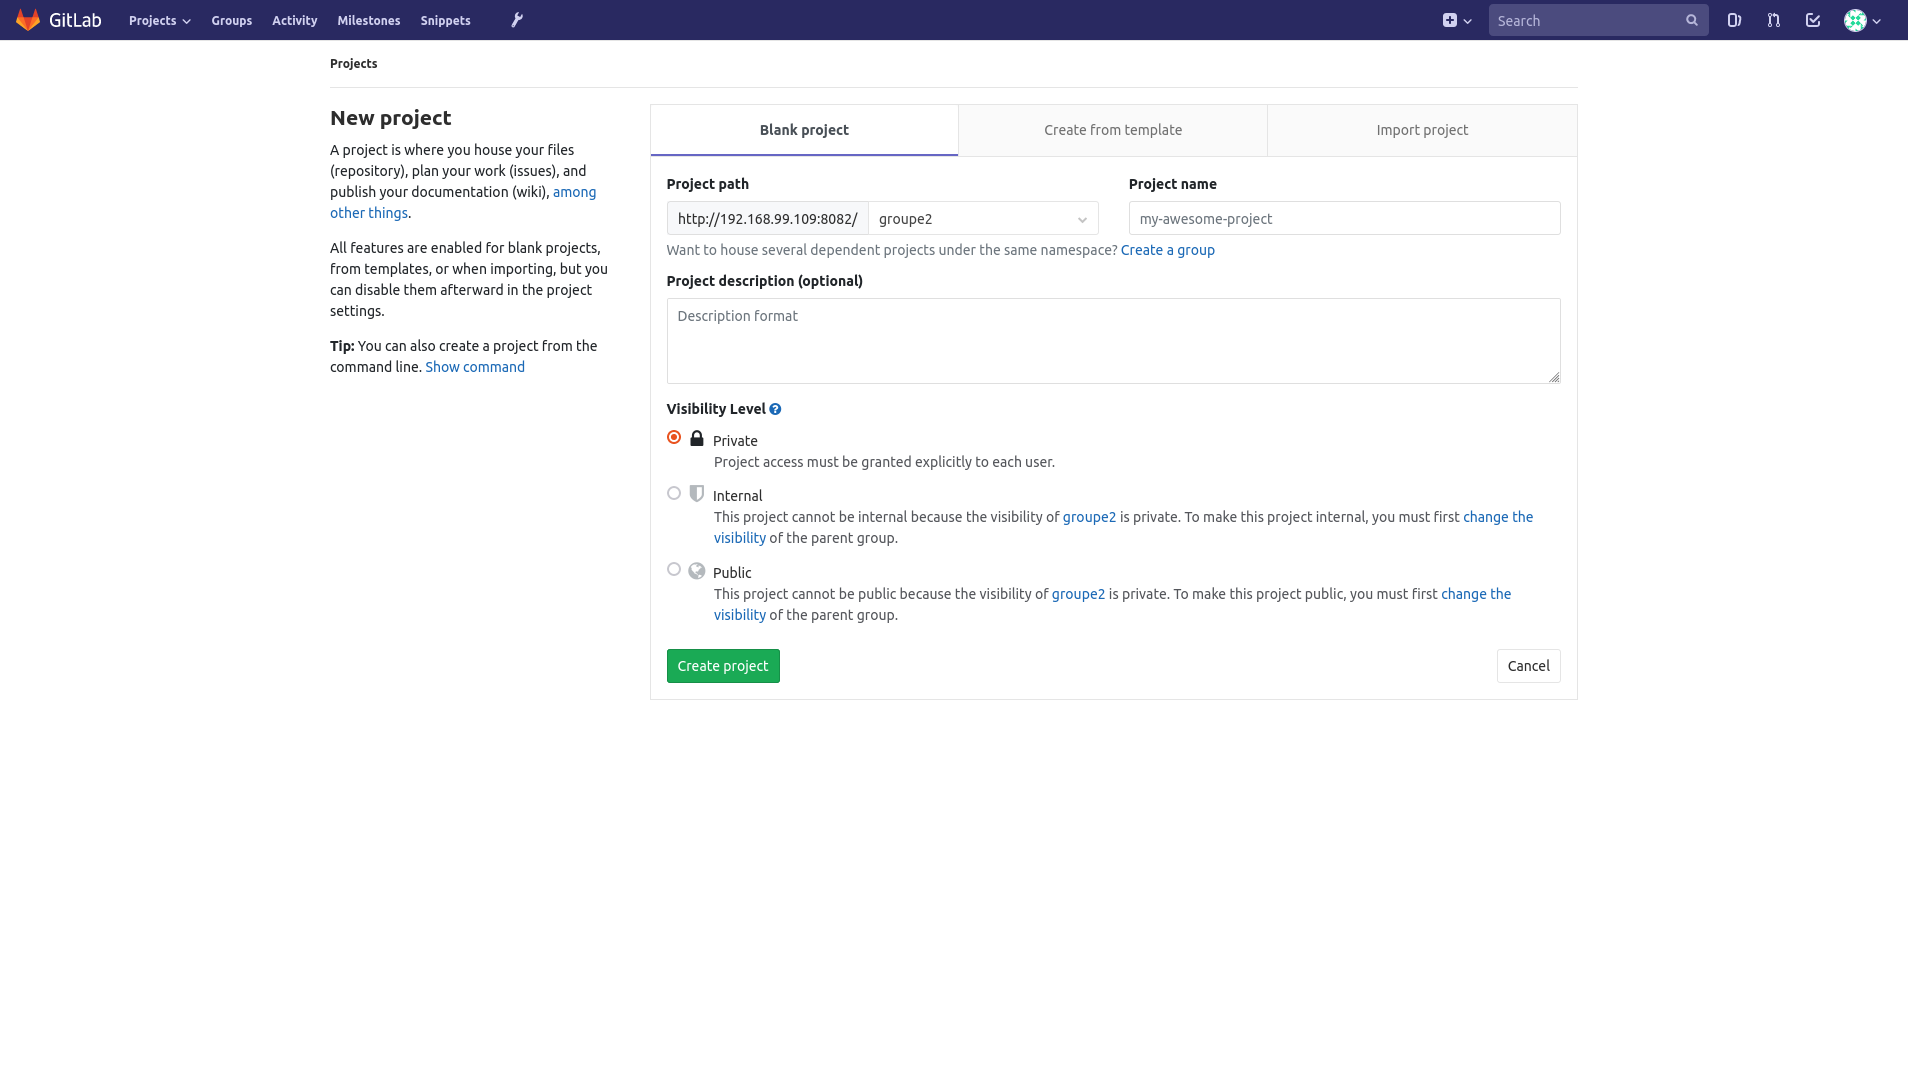 GitLab Projects Groups Activity Milestones Snippets Search
Projects
New project
A project is where you house your files
(repository), plan your work (issues), and
publish your documentation (wiki), among
other things.
All features are enabled for blank projects,
from templates, or when importing, but you
can disable them afterward in the project
settings.
Tip: You can also create a project from the
command line. Show command
Blank project Create from template Import project
Project path Project name
http://192.168.99.109:8082/ groupe2 my-awesome-project
Want to house several dependent projects under the same namespace? Create a group
Project description (optional)
Description format
Visibility Level ?
Private
Project access must be granted explicitly to each user.
Internal
This project cannot be internal because the visibility of groupe2 is private. To make this project internal, you must first change the
visibility of the parent group.
Public
This project cannot be public because the visibility of groupe2 is private. To make this project public, you must first change the
visibility of the parent group.
Create project Cancel